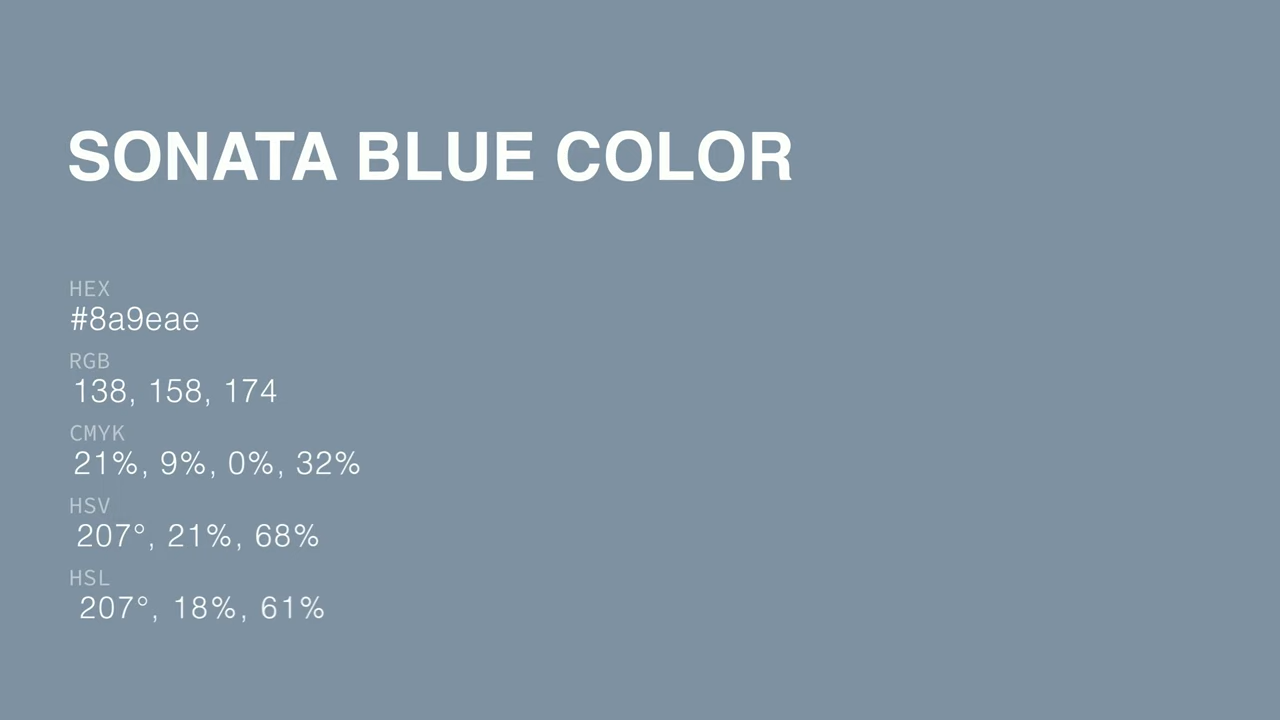 SONATA BLUE COLOR
HEX
#8a9eae
RGB
138, 158, 174
CMYK
21%, 9%, 0%, 32%
HSV
207°, 21%, 68%
HSL
207°, 18%, 61%